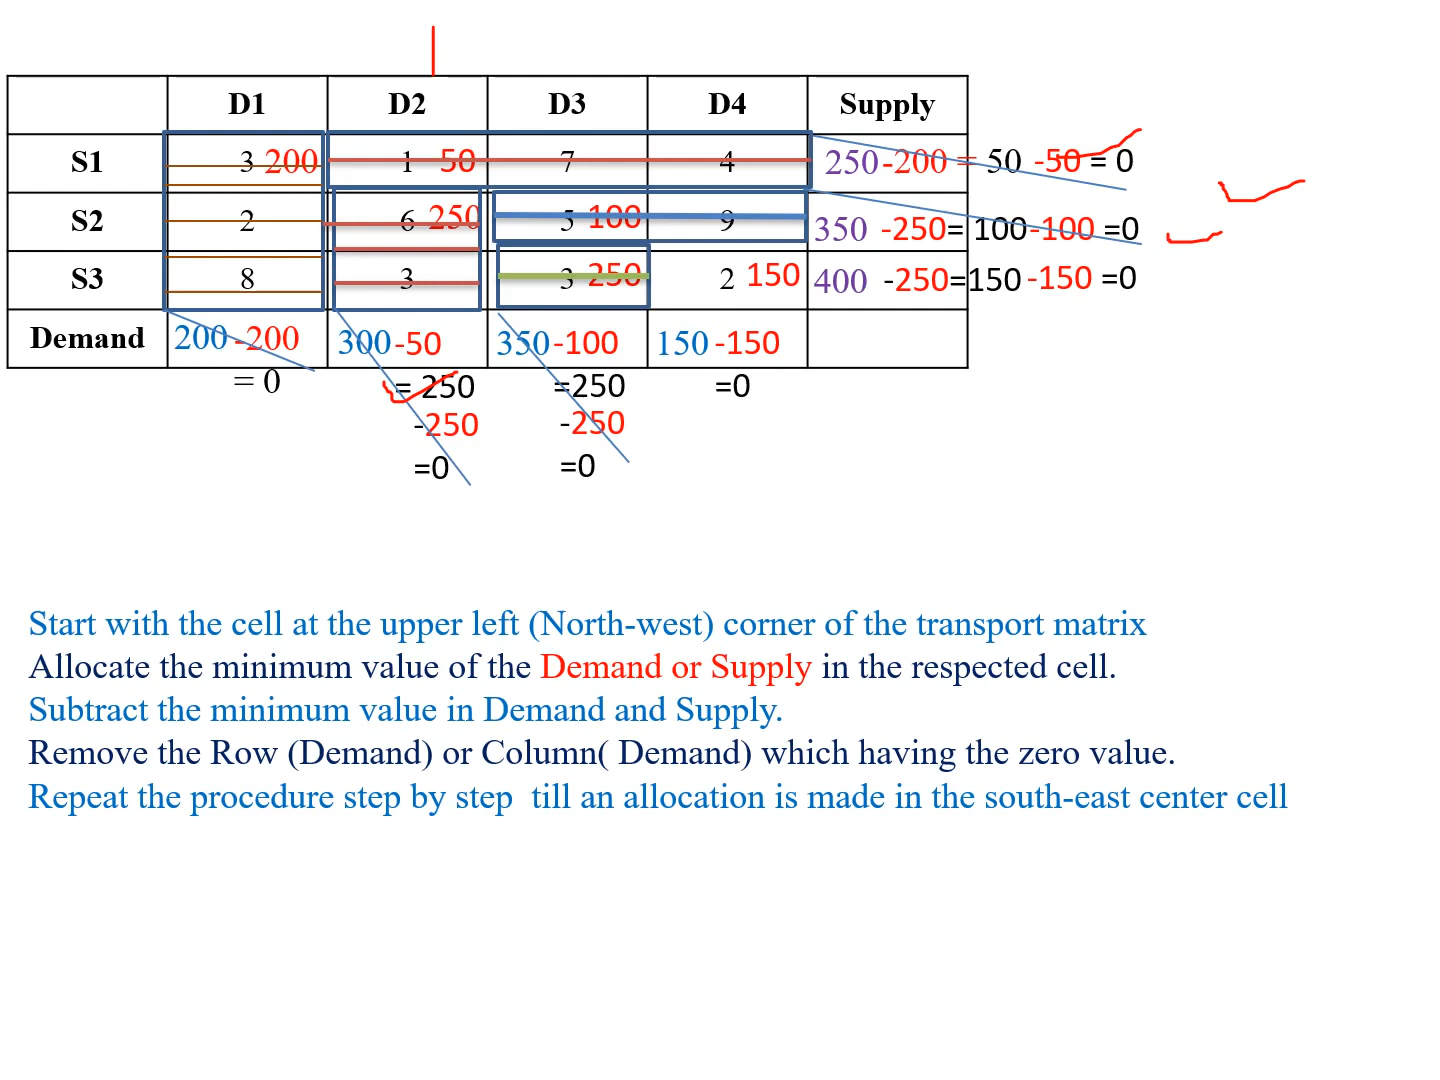 D1 D2 D3 D4 Supply
S1 3 200 1 50 7 4 250 -200 = 50 -50 = 0
S2 2 6 250 5 100 9 350 -250= 100 -100 =0
S3 8 3 3 250 2 150 400 -250=150 -150 =0
Demand 200 -200 300 -50 350 -100 150 -150
= 0 = 250 =250 =0
-250 -250
=0 =0
Start with the cell at the upper left (North-west) corner of the transport matrix
Allocate the minimum value of the Demand or Supply in the respected cell.
Subtract the minimum value in Demand and Supply.
Remove the Row (Demand) or Column( Demand) which having the zero value.
Repeat the procedure step by step till an allocation is made in the south-east center cell